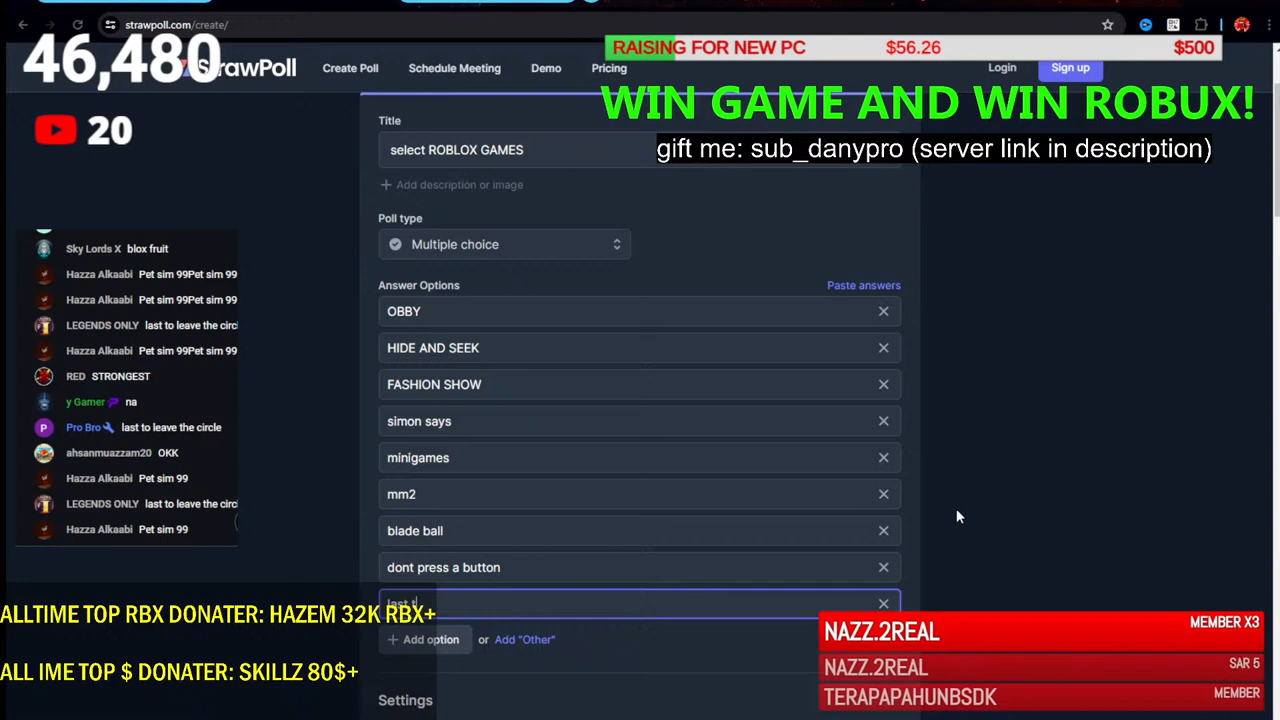 strawpoll.com/create/
46,480
StrawPoll
Create Poll
Schedule Meeting
Demo
Pricing
Login
Sign up
RAISING FOR NEW PC
$56.26
$500
WIN GAME AND WIN ROBUX!
gift me: sub_danypro (server link in description)
20
Title
select ROBLOX GAMES
Add description or image
Poll type
Multiple choice
Answer Options
Paste answers
OBBY
HIDE AND SEEK
FASHION SHOW
simon says
minigames
mm2
blade ball
dont press a button
last t
Add option or Add "Other"
Settings
Sky Lords X blox fruit
Hazza Alkaabi Pet sim 99Pet sim 99
Hazza Alkaabi Pet sim 99Pet sim 99
LEGENDS ONLY last to leave the circle
Hazza Alkaabi Pet sim 99Pet sim 99
RED STRONGEST
y Gamer na
P Pro Bro last to leave the circle
ahsanmuazzam20 OKK
Hazza Alkaabi Pet sim 99
LEGENDS ONLY last to leave the circl
Hazza Alkaabi Pet sim 99
ALLTIME TOP RBX DONATER: HAZEM 32K RBX+
ALL IME TOP $ DONATER: SKILLZ 80$+
NAZZ.2REAL MEMBER X3
NAZZ.2REAL SAR 5
TERAPAPAHUNBSDK MEMBER